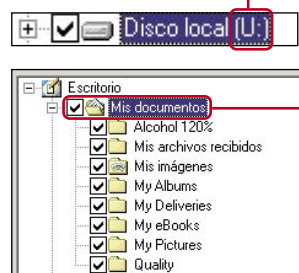 Disco local (U:)
Escritorio
Mis documentos
Alcohol 120%
Mis archivos recibidos
Mis imágenes
My Albums
My Deliveries
My eBooks
My Pictures
Quality